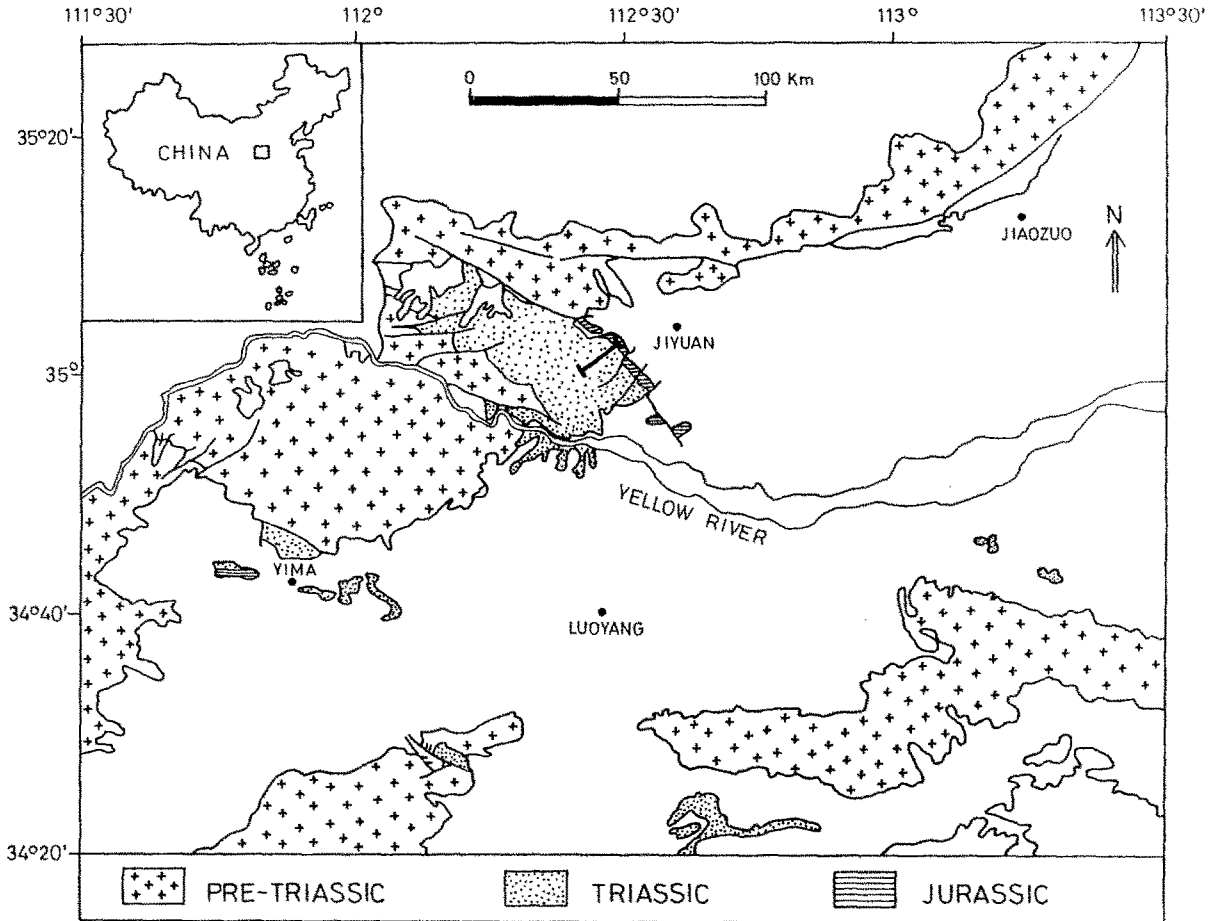 111°30' 112° 112°30' 113° 113°30'
0 50 100 Km
35°20'
CHINA
N
JIAOZUO
JIYUAN
35°
YELLOW RIVER
YIMA
34°40'
LUOYANG
34°20'
PRE-TRIASSIC TRIASSIC JURASSIC